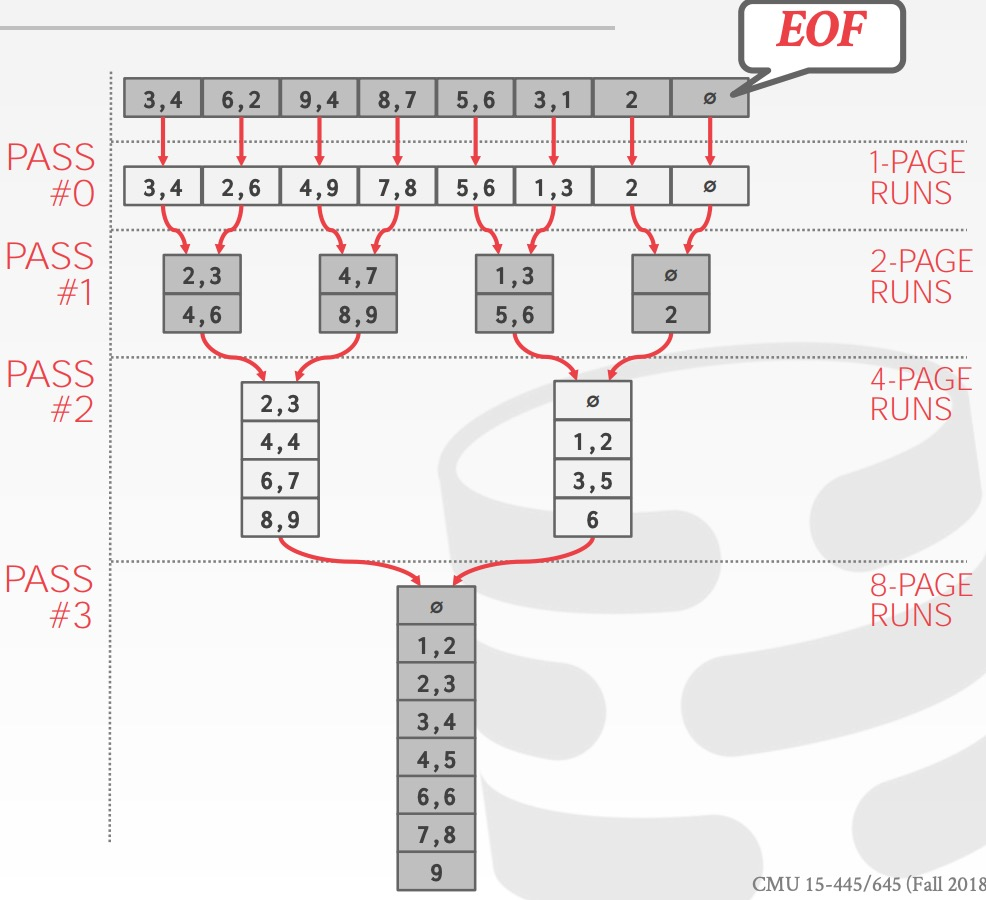 EOF
3,4 6,2 9,4 8,7 5,6 3,1 2 ∅
PASS
#0
3,4 2,6 4,9 7,8 5,6 1,3 2 ∅
1-PAGE
RUNS
PASS
#1
2,3 4,7 1,3 ∅
4,6 8,9 5,6 2
2-PAGE
RUNS
PASS
#2
2,3 ∅
4,4 1,2
6,7 3,5
8,9 6
4-PAGE
RUNS
PASS
#3
∅
1,2
2,3
3,4
4,5
6,6
7,8
9
8-PAGE
RUNS
CMU 15-445/645 (Fall 2018